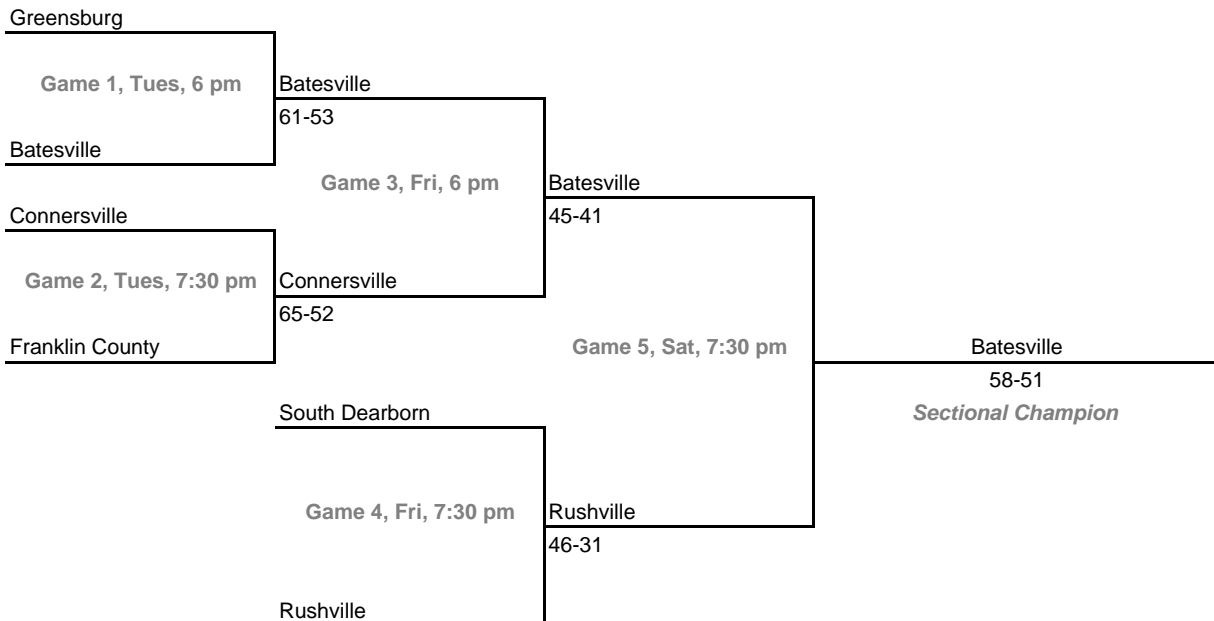 Greensburg
Game 1, Tues, 6 pm
Batesville
61-53
Batesville
Game 3, Fri, 6 pm
Batesville
45-41
Connersville
Game 2, Tues, 7:30 pm
Connersville
65-52
Franklin County
Game 5, Sat, 7:30 pm
Batesville
58-51
Sectional Champion
South Dearborn
Game 4, Fri, 7:30 pm
Rushville
46-31
Rushville